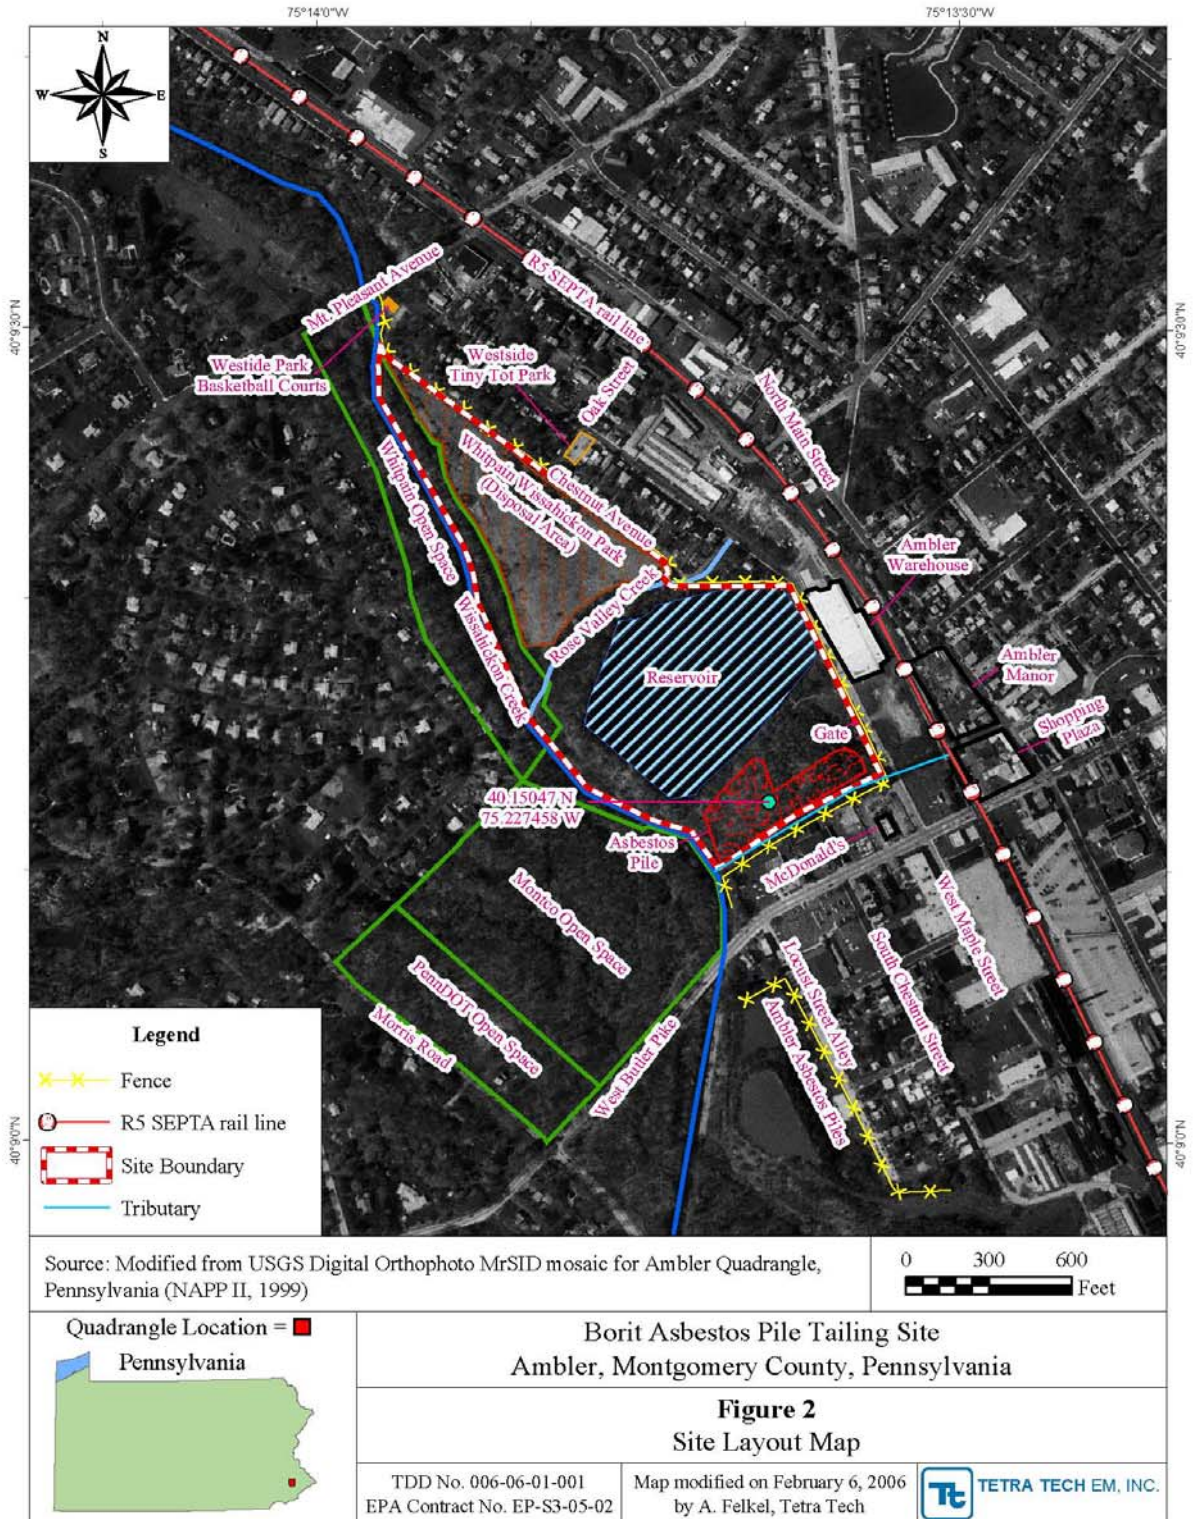 75°14'0"W
75°13'30"W
N
W
E
S
40°9'30"N
40°9'30"N
Mt. Pleasant Avenue
R5 SEPTA rail line
Westide Park
Basketball Courts
Westside
Tiny Tot Park
Oak Street
North Main Street
Whitpain Open Space
Whitpain Wissahickon Park
(Disposal Area)
Chestnut Avenue
Ambler
Warehouse
Wissahickon Creek
Rose Valley Creek
Reservoir
Ambler
Manor
Gate
Shopping
Plaza
40.15047 N
75.227458 W
Asbestos
Pile
McDonald's
Montco Open Space
PennDOT Open Space
Morris Road
West Butler Pike
Locust Street Alley
Ambler Asbestos Piles
South Chestnut Street
West Maple Street
40°9'0"N
40°9'0"N
Legend
Fence
R5 SEPTA rail line
Site Boundary
Tributary
Source: Modified from USGS Digital Orthophoto MrSID mosaic for Ambler Quadrangle,
Pennsylvania (NAPP II, 1999)
0 300 600
Feet
Quadrangle Location =
Pennsylvania
Borit Asbestos Pile Tailing Site
Ambler, Montgomery County, Pennsylvania
Figure 2
Site Layout Map
TDD No. 006-06-01-001
EPA Contract No. EP-S3-05-02
Map modified on February 6, 2006
by A. Felkel, Tetra Tech
Tt
TETRA TECH EM, INC.